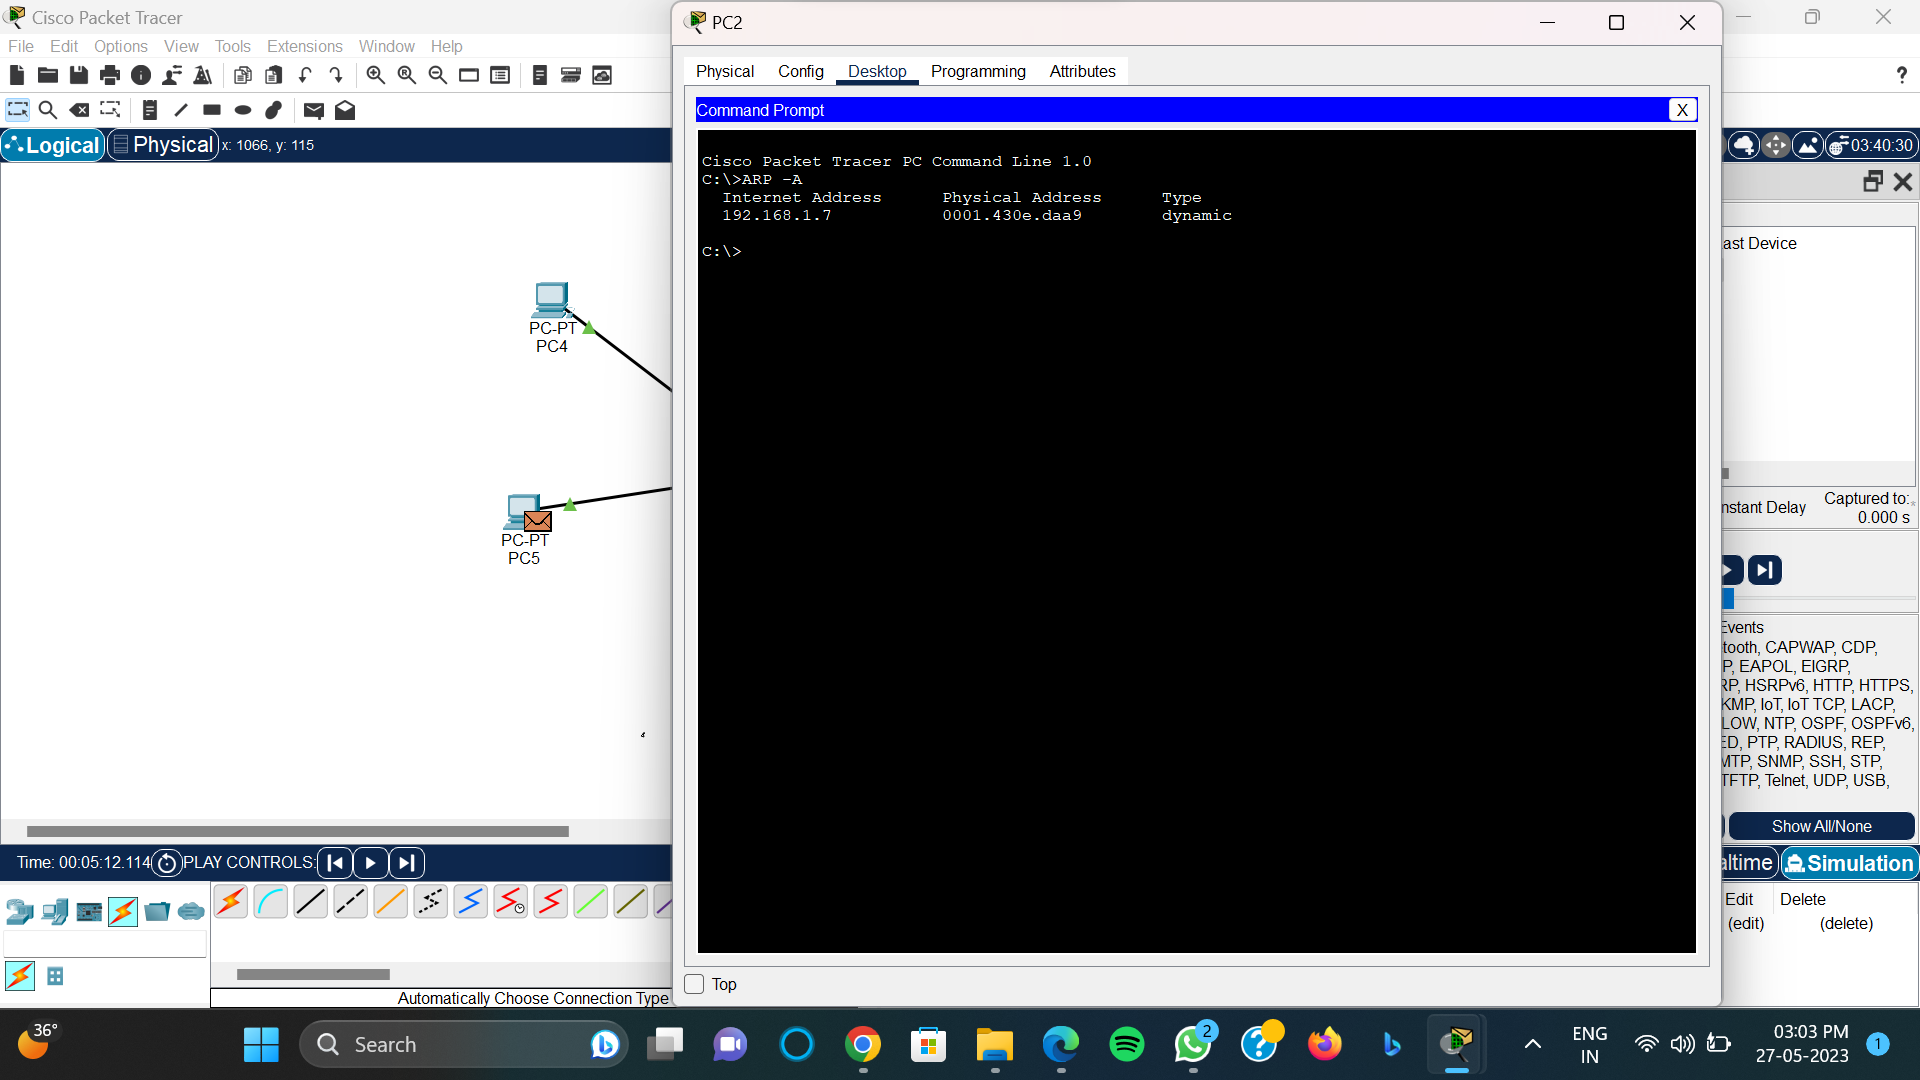 Cisco Packet Tracer
File Edit Options View Tools Extensions Window Help
Logical Physical x: 1066, y: 115
PC-PT
PC4
PC-PT
PC5
Time: 00:05:12.114 PLAY CONTROLS:
Automatically Choose Connection Type
PC2
Physical Config Desktop Programming Attributes
Command Prompt X
Cisco Packet Tracer PC Command Line 1.0
C:\>ARP -A
Internet Address Physical Address Type
192.168.1.7 0001.430e.daa9 dynamic
C:\>
Top
?
03:40:30
ast Device
nstant Delay
Captured to:
0.000 s
Events
tooth, CAPWAP, CDP,
P, EAPOL, EIGRP,
RP, HSRPv6, HTTP, HTTPS,
KMP, IoT, IoT TCP, LACP,
LOW, NTP, OSPF, OSPFv6,
ED, PTP, RADIUS, REP,
MTP, SNMP, SSH, STP,
TFTP, Telnet, UDP, USB,
Show All/None
altime Simulation
Edit Delete
(edit) (delete)
36°
Search
2
ENG
IN
03:03 PM
27-05-2023
1